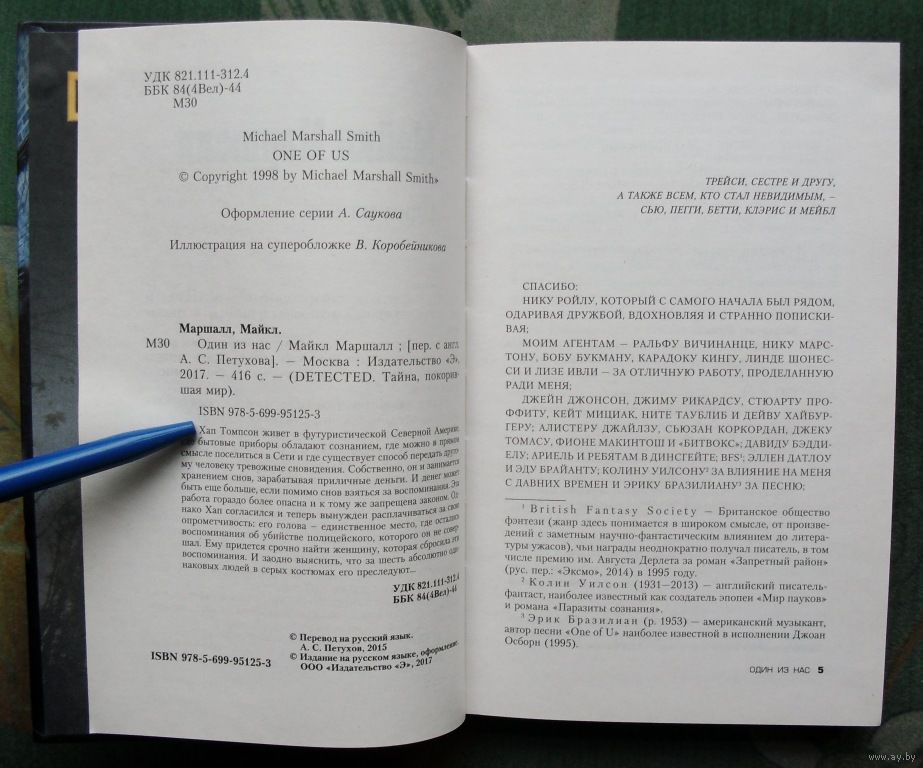 УДК 821.111-312.4
ББК 84(4Вел)-44
М30
Michael Marshall Smith
ONE OF US
© Copyright 1998 by Michael Marshall Smith»
Оформление серии А. Саукова
Иллюстрация на суперобложке В. Коробейникова
Маршалл, Майкл.
М30 Один из нас / Майкл Маршалл ; [пер. с англ.
А. С. Петухова]. – Москва : Издательство «Э»,
2017. – 416 с. – (DETECTED. Тайна, покорив-
шая мир).
ISBN 978-5-699-95125-3
Хап Томпсон живет в футуристической Северной Америке,
где бытовые приборы обладают сознанием, где можно в прямом
смысле поселиться в Сети и где существует способ передать друго-
му человеку тревожные сновидения. Собственно, он и занимается
хранением снов, зарабатывая приличные деньги. И денег может
быть еще больше, если помимо снов взяться за воспоминания. Эта
работа гораздо более опасна и к тому же запрещена законом. Од-
нако Хап согласился и теперь вынужден расплачиваться за свою
опрометчивость: его голова – единственное место, где остались
воспоминания об убийстве полицейского, которого он не совер-
шал. Ему придется срочно найти женщину, которая сбросила эти
воспоминания. И заодно выяснить, что за шесть абсолютно оди-
наковых людей в серых костюмах его преследуют...
УДК 821.111-312.4
ББК 84(4Вел)-44
© Перевод на русский язык.
А. С. Петухов, 2015
© Издание на русском языке, оформление.
ООО «Издательство «Э», 2017
ISBN 978-5-699-95125-3
ТРЕЙСИ, СЕСТРЕ И ДРУГУ,
А ТАКЖЕ ВСЕМ, КТО СТАЛ НЕВИДИМЫМ, –
СЬЮ, ПЕГГИ, БЕТТИ, КЛЭРИС И МЕЙБЛ
СПАСИБО:
НИКУ РОЙЛУ, КОТОРЫЙ С САМОГО НАЧАЛА БЫЛ РЯДОМ,
ОДАРИВАЯ ДРУЖБОЙ, ВДОХНОВЛЯЯ И СТРАННО ПОПИСКИ-
ВАЯ;
МОИМ АГЕНТАМ – РАЛЬФУ ВИЧИНАНЦЕ, НИКУ МАРС-
ТОНУ, БОБУ БУКМАНУ, КАРАДОКУ КИНГУ, ЛИНДЕ ШОНЕС-
СИ И ЛИЗЕ ИВЛИ – ЗА ОТЛИЧНУЮ РАБОТУ, ПРОДЕЛАННУЮ
РАДИ МЕНЯ;
ДЖЕЙН ДЖОНСОН, ДЖИМУ РИКАРДСУ, СТЮАРТУ ПРО-
ФФИТУ, КЕЙТ МИЦИАК, НИТЕ ТАУБЛИБ И ДЕЙВУ ХАЙБУР-
ГЕРУ; АЛИСТЕРУ ДЖАЙЛЗУ, СЬЮЗАН КОРКОРДАН, ДЖЕКУ
ТОМАСУ, ФИОНЕ МАКИНТОШ И «БИТВОКС»; ДАВИДУ БЭДДИ-
ЕЛУ; АРИЕЛЬ И РЕБЯТАМ В ДИНСГЕЙТЕ; BFS¹; ЭЛЛЕН ДАТЛОУ
И ЭДУ БРАЙАНТУ; КОЛИНУ УИЛСОНУ² ЗА ВЛИЯНИЕ НА МЕНЯ
С ДАВНИХ ВРЕМЕН И ЭРИКУ БРАЗИЛИАНУ³ ЗА ПЕСНЮ;
¹ British Fantasy Society – Британское общество
фэнтези (жанр здесь понимается в широком смысле, от произве-
дений с заметным научно-фантастическим влиянием до литера-
туры ужасов), чьи награды неоднократно получал писатель, в том
числе премию им. Августа Дерлета за роман «Запретный район»
(рус. пер.: «Эксмо», 2014) в 1995 году.
² Колин Уилсон (1931–2013) – английский писатель-
фантаст, наиболее известный как создатель эпопеи «Мир пауков»
и романа «Паразиты сознания».
³ Эрик Бразилиан (р. 1953) – американский музыкант,
автор песни «One of U» наиболее известной в исполнении Джоан
Осборн (1995).
ОДИН ИЗ НАС 5
www.ay.by